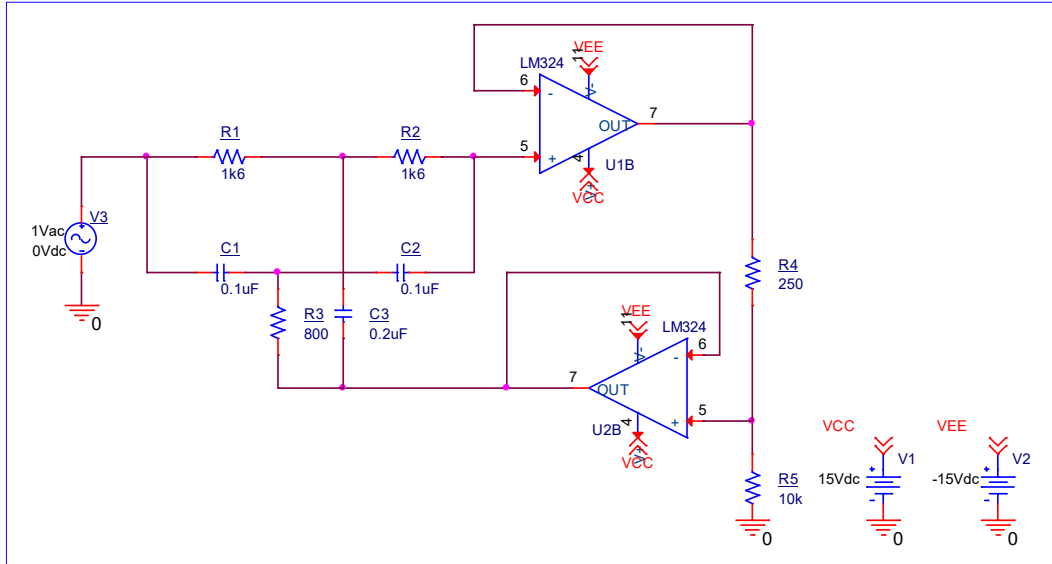 VEE
11
LM324
6
-
V-
7
OUT
R1
R2
5
+
4
U1B
1k6
1k6
V+
VCC
V3
1Vac
0Vdc
C1
C2
R4
250
0.1uF
0.1uF
VEE
R3
C3
11
LM324
0
800
0.2uF
V-
6
-
7
OUT
5
+
4
U2B
V+
VCC
VCC
VEE
R5
10k
V1
15Vdc
V2
-15Vdc
0
0
0